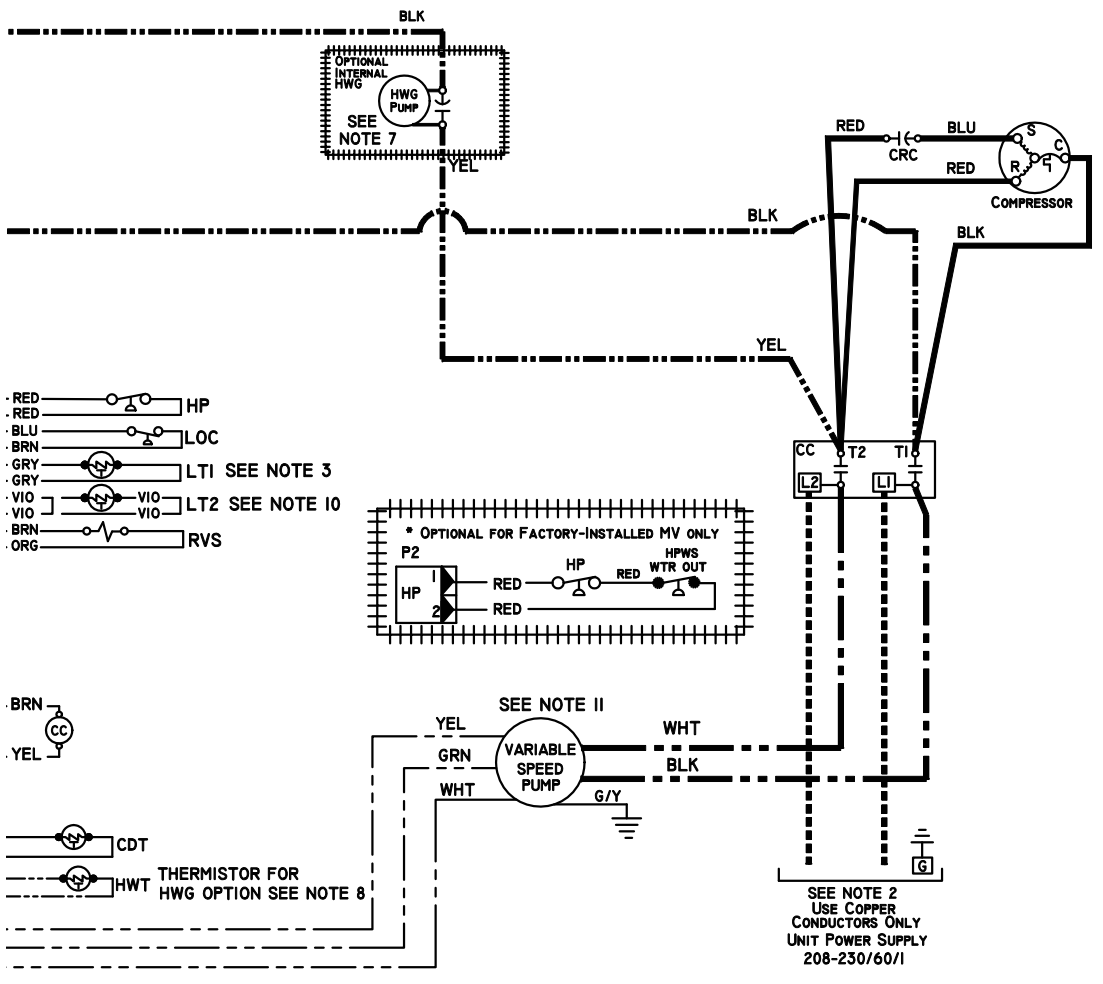 BLK
OPTIONAL
INTERNAL
HWG
HWG
PUMP
SEE
NOTE 7
YEL
RED
BLU
CRC
RED
S
C
R
COMPRESSOR
BLK
BLK
YEL
CC
T2
T1
L2
L1
RED
RED
HP
BLU
BRN
LOC
GRY
GRY
LT1 SEE NOTE 3
VIO
VIO
VIO
VIO
LT2 SEE NOTE 10
BRN
ORG
RVS
* OPTIONAL FOR FACTORY-INSTALLED MV ONLY
P2
HP
1
2
RED
HP
RED
HPWS
WTR OUT
RED
BRN
CC
YEL
SEE NOTE 11
YEL
GRN
WHT
VARIABLE
SPEED
PUMP
WHT
BLK
G/Y
CDT
HWT
THERMISTOR FOR
HWG OPTION SEE NOTE 8
G
SEE NOTE 2
USE COPPER
CONDUCTORS ONLY
UNIT POWER SUPPLY
208-230/60/1